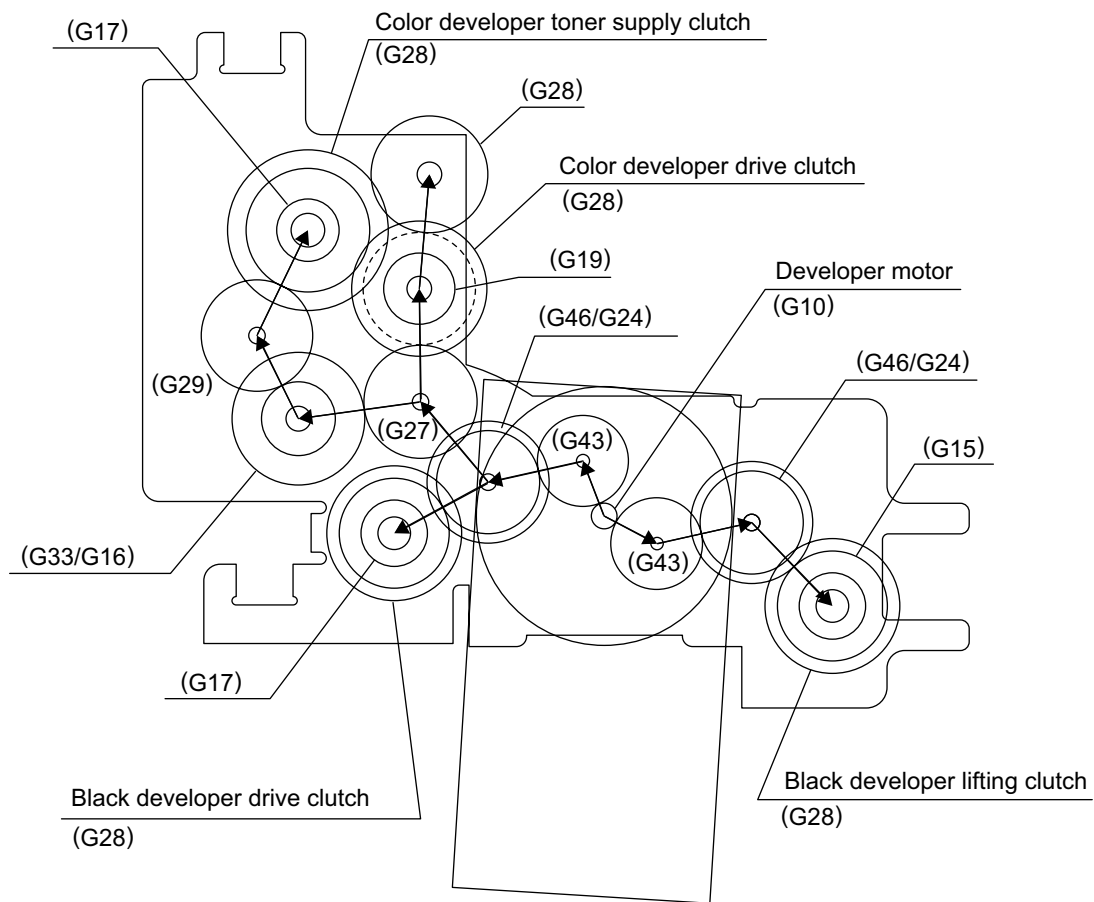 Color developer toner supply clutch
(G17)
(G28)
(G28)
Color developer drive clutch
(G28)
(G19)
Developer motor
(G10)
(G46/G24)
(G46/G24)
(G29)
(G27)
(G43)
(G15)
(G33/G16)
(G43)
(G17)
Black developer drive clutch
(G28)
Black developer lifting clutch
(G28)